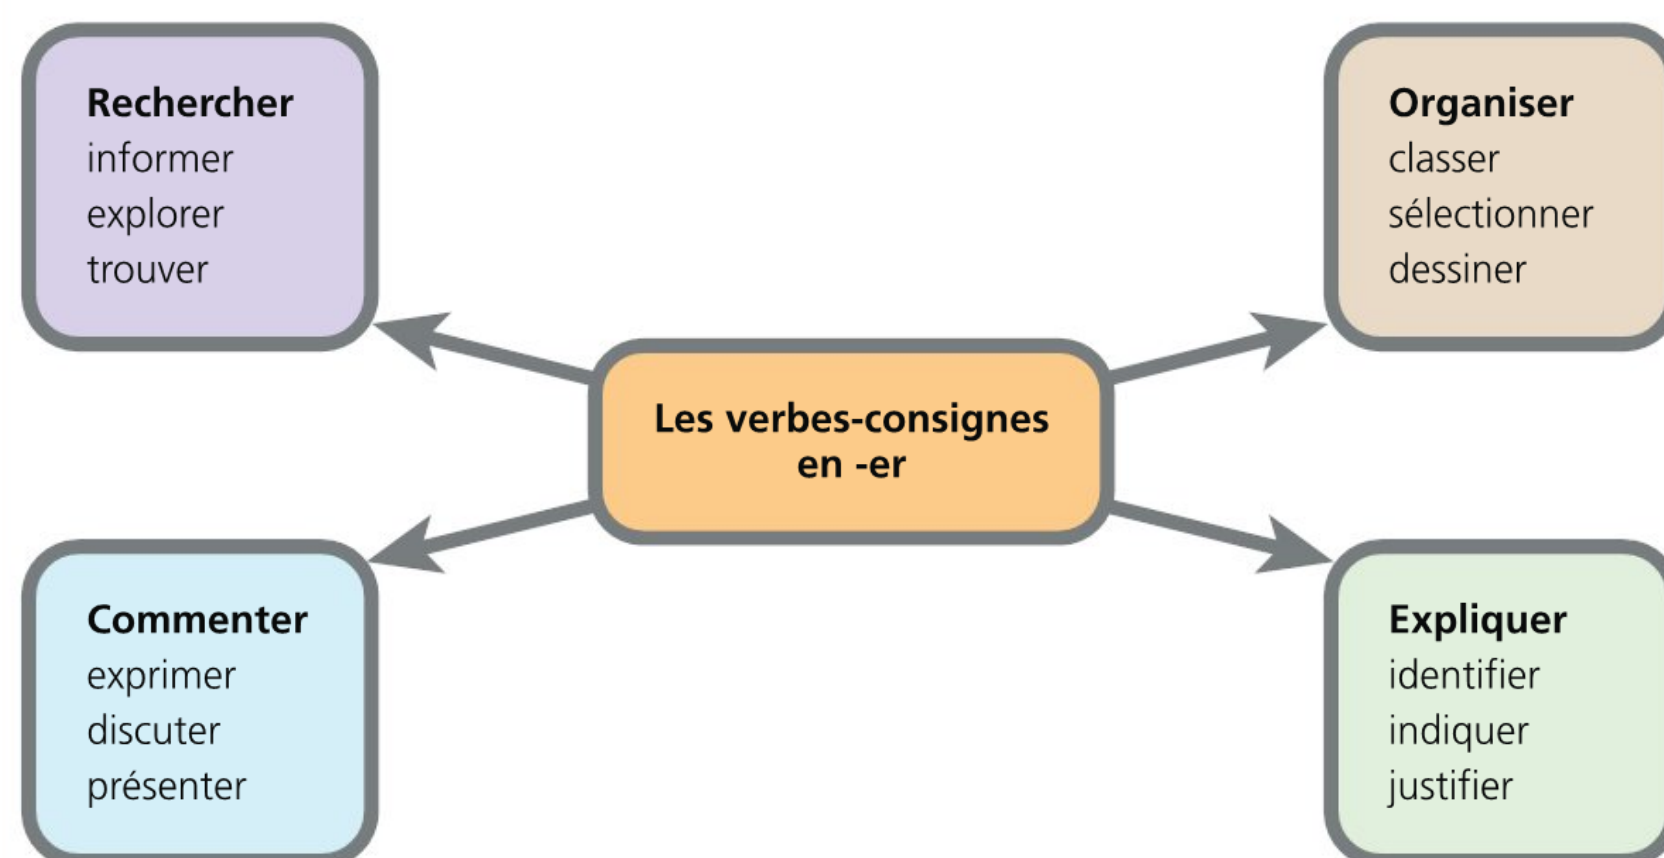 Rechercher
informer
explorer
trouver
Organiser
classer
sélectionner
dessiner
Les verbes-consignes
en -er
Commenter
exprimer
discuter
présenter
Expliquer
identifier
indiquer
justifier